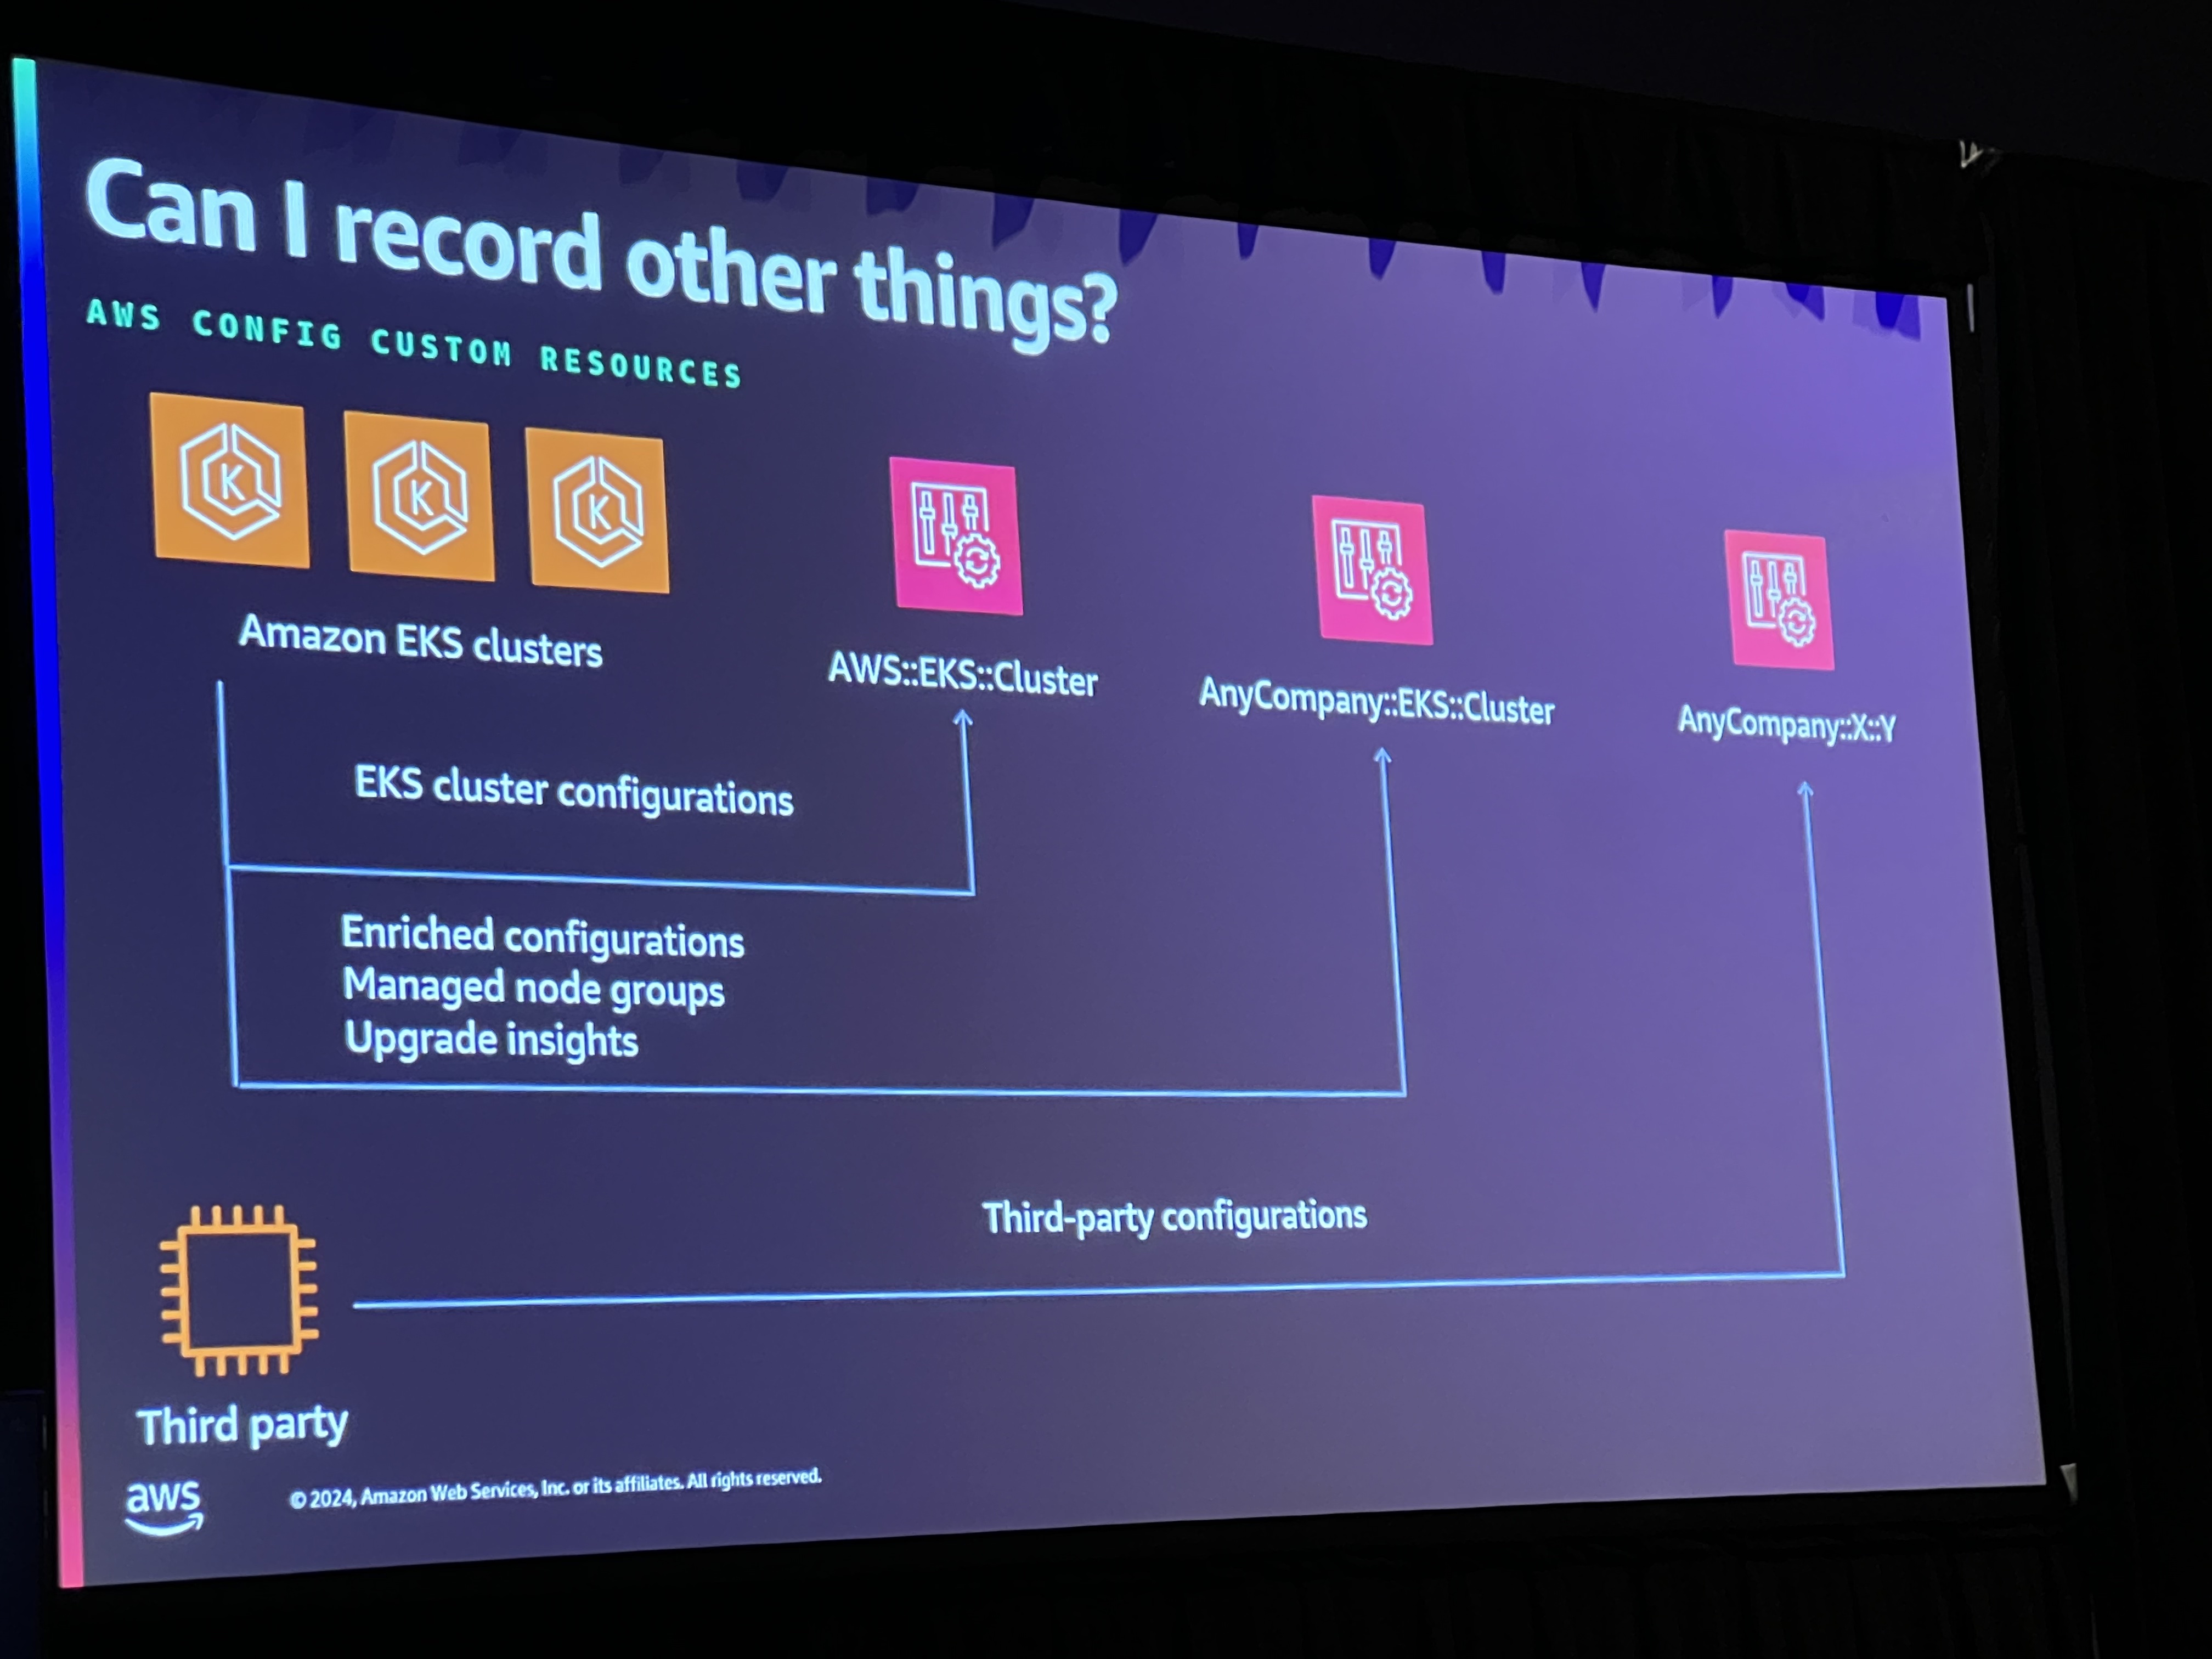 Can I record other things?
AWS CONFIG CUSTOM RESOURCES
K
K
K
Amazon EKS clusters
AWS::EKS::Cluster
AnyCompany::EKS::Cluster
AnyCompany::X::Y
EKS cluster configurations
Enriched configurations
Managed node groups
Upgrade insights
Third-party configurations
Third party
aws
© 2024, Amazon Web Services, Inc. or its affiliates. All rights reserved.